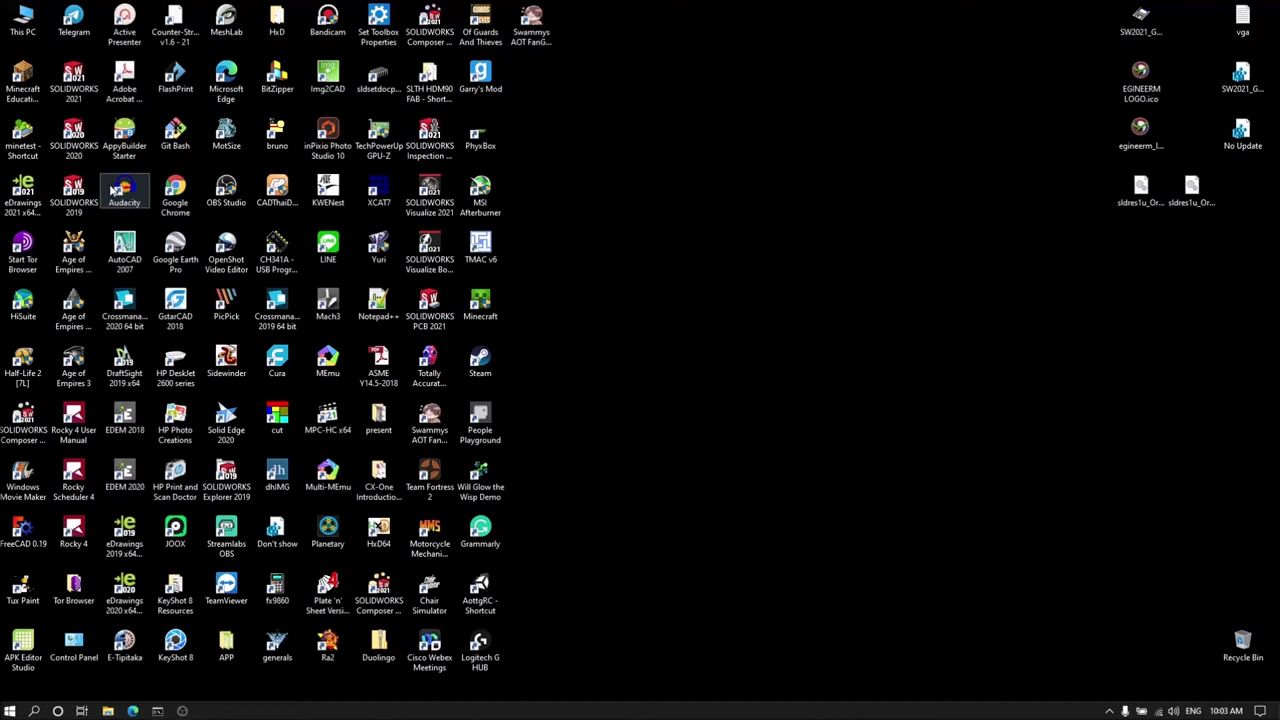 This PC
Telegram
Active
Presenter
Counter-Str...
v1.6 - 21
MeshLab
HxD
Bandicam
Set Toolbox
Properties
SOLIDWORKS
Composer ...
Of Guards
And Thieves
Swammys
AOT FanG...
SW2021_G...
vga
Minecraft
Educati...
SOLIDWORKS
2021
Adobe
Acrobat ...
FlashPrint
Microsoft
Edge
BitZipper
Img2CAD
sldsetdocp...
SLTH HDM90
FAB - Short...
Garry's Mod
EGINEERM
LOGO.ico
SW2021_G...
minetest -
Shortcut
SOLIDWORKS
2020
AppyBuilder
Starter
Git Bash
MotSize
bruno
inPixio Photo
Studio 10
TechPowerUp
GPU-Z
SOLIDWORKS
Inspection ...
PhyxBox
egineerm_l...
No Update
eDrawings
2021 x64...
SOLIDWORKS
2019
Audacity
Google
Chrome
OBS Studio
CADThaiD...
KWENest
XCAT7
SOLIDWORKS
Visualize 2021
MSI
Afterburner
sldres1u_Or...
sldres1u_Or...
Start Tor
Browser
Age of
Empires ...
AutoCAD
2007
Google Earth
Pro
OpenShot
Video Editor
CH341A -
USB Progr...
LINE
Yuri
SOLIDWORKS
Visualize Bo...
TMAC v6
HiSuite
Age of
Empires ...
Crossmana...
2020 64 bit
GstarCAD
2018
PicPick
Crossmana...
2019 64 bit
Mach3
Notepad++
SOLIDWORKS
PCB 2021
Minecraft
Half-Life 2
[7L]
Age of
Empires 3
DraftSight
2019 x64
HP DeskJet
2600 series
Sidewinder
Cura
MEmu
ASME
Y14.5-2018
Totally
Accurat...
Steam
SOLIDWORKS
Composer ...
Rocky 4 User
Manual
EDEM 2018
HP Photo
Creations
Solid Edge
2020
cut
MPC-HC x64
present
Swammys
AOT Fan...
People
Playground
Windows
Movie Maker
Rocky
Scheduler 4
EDEM 2020
HP Print and
Scan Doctor
SOLIDWORKS
Explorer 2019
dhIMG
Multi-MEmu
CX-One
Introductio...
Team Fortress
2
Will Glow the
Wisp Demo
FreeCAD 0.19
Rocky 4
eDrawings
2019 x64...
JOOX
Streamlabs
OBS
Don't show
Planetary
HxD64
Motorcycle
Mechani...
Grammarly
Tux Paint
Tor Browser
eDrawings
2020 x64...
KeyShot 8
Resources
TeamViewer
fx9860
Plate 'n'
Sheet Versi...
SOLIDWORKS
Composer ...
Chair
Simulator
AottgRC -
Shortcut
APK Editor
Studio
Control Panel
E-Tipitaka
KeyShot 8
APP
generals
Ra2
Duolingo
Cisco Webex
Meetings
Logitech G
HUB
Recycle Bin
ENG
10:03 AM